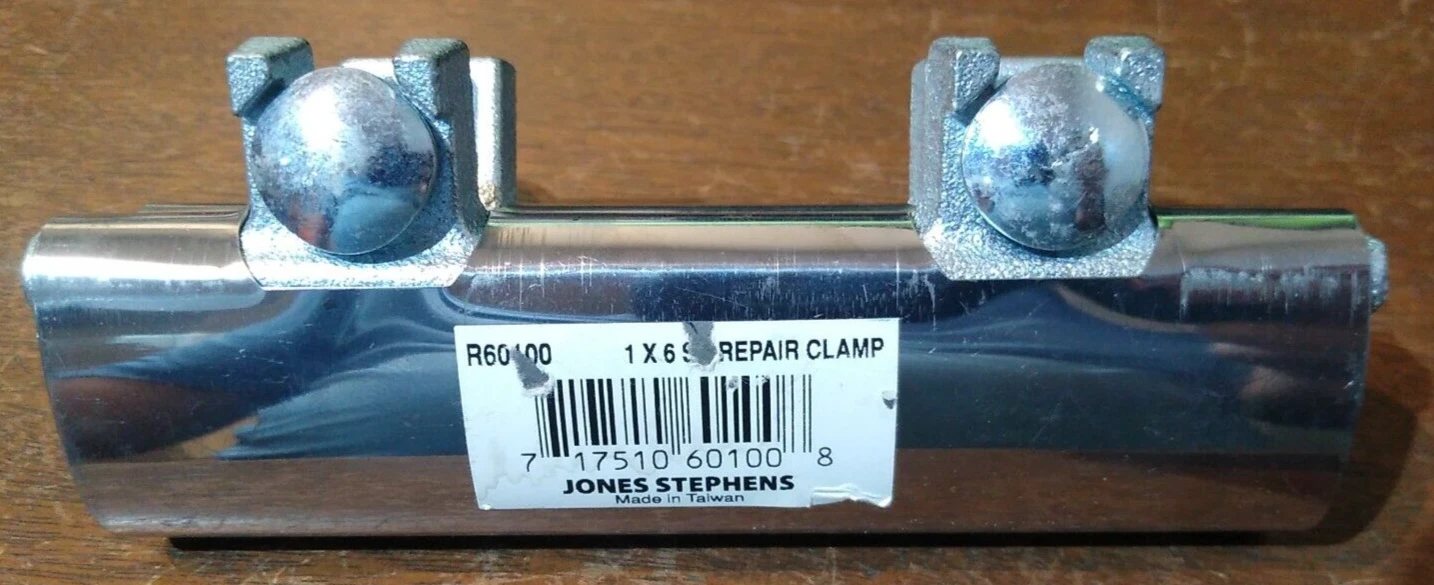 R60100 1 X 6 REPAIR CLAMP
7 17510 60100 8
JONES STEPHENS
Made in Taiwan